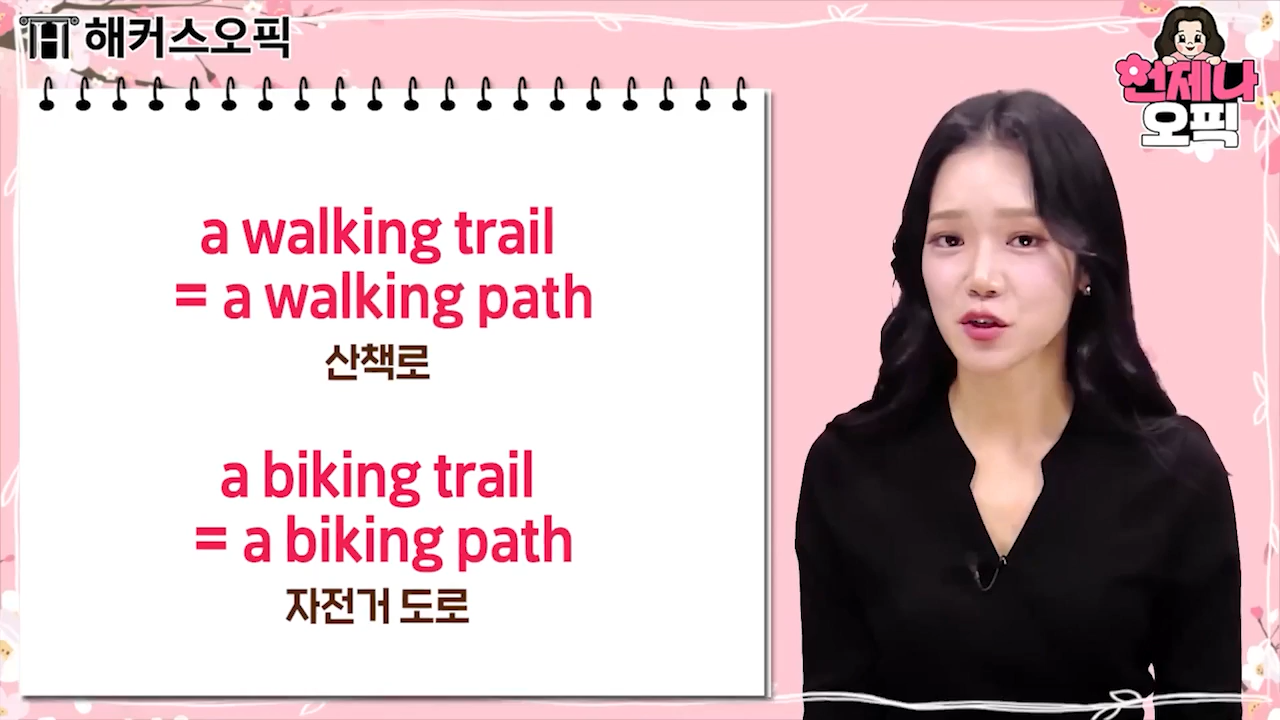 해커스오픽
언제나
오픽
a walking trail
= a walking path
산책로
a biking trail
= a biking path
자전거 도로